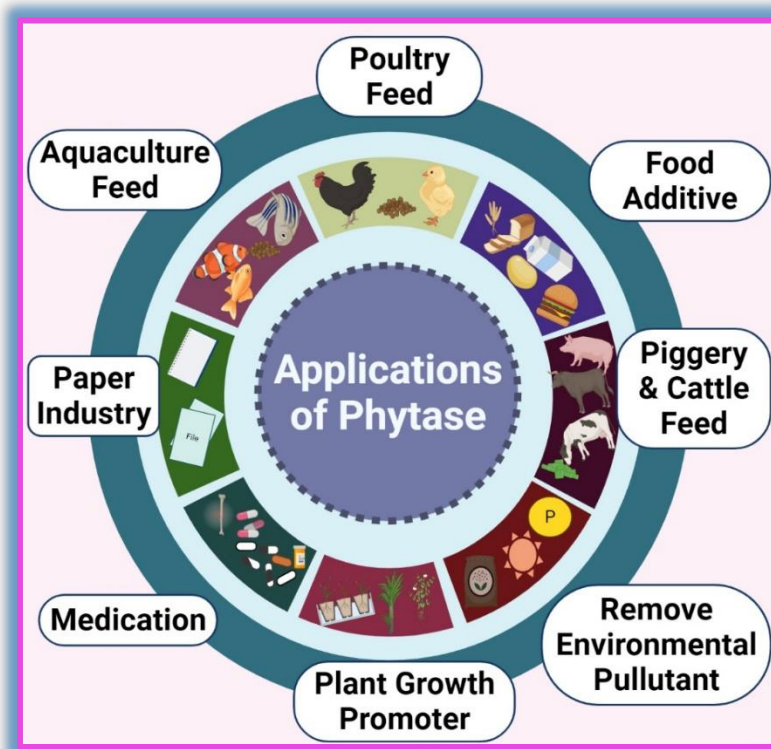 Poultry
Feed
Aquaculture
Feed
Food
Additive
Applications
of Phytase
Paper
Industry
File
Piggery
& Cattle
Feed
P
Medication
Remove
Environmental
Pullutant
Plant Growth
Promoter